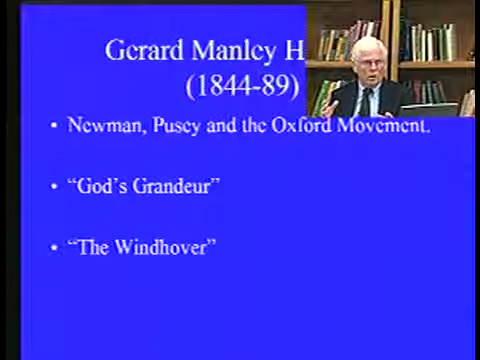 Gerard Manley H
(1844-89)
• Newman, Pusey and the Oxford Movement.
• “God’s Grandeur”
• “The Windhover”